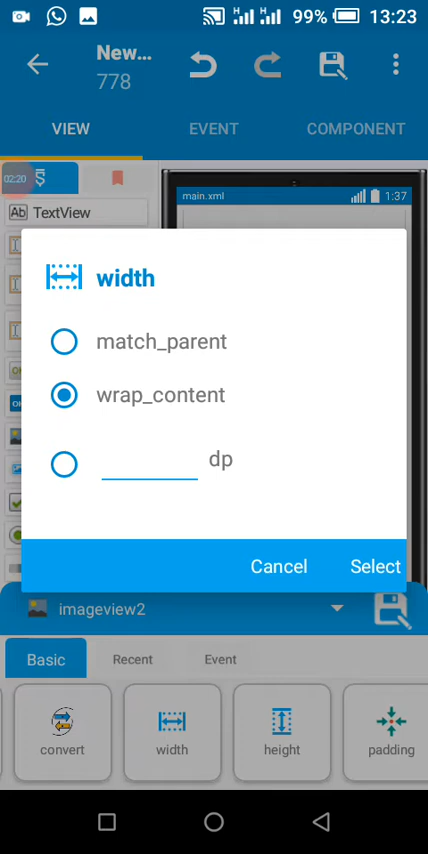 99% 13:23
New...
778
VIEW EVENT COMPONENT
02:20
Ab TextView
main.xml 1:37
width
match_parent
wrap_content
dp
Cancel Select
imageview2
Basic Recent Event
convert width height padding